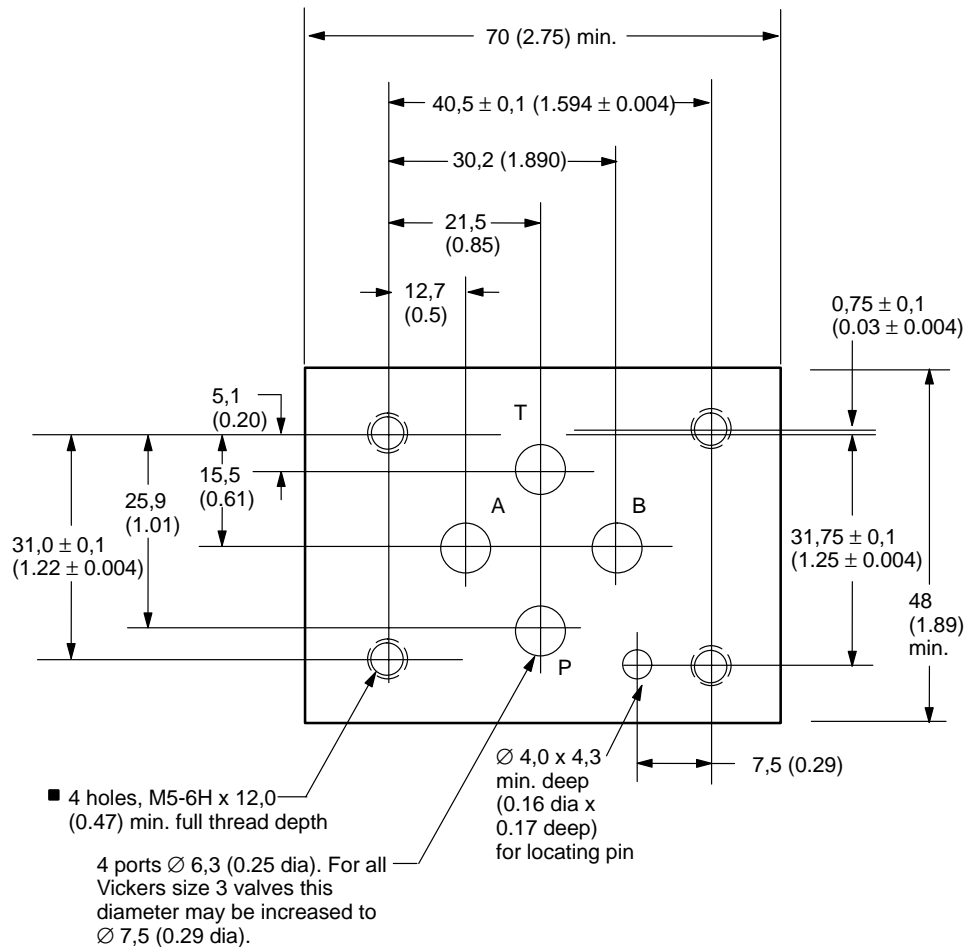 70 (2.75) min.
40,5 ± 0,1 (1.594 ± 0.004)
30,2 (1.890)
21,5
(0.85)
12,7
(0.5)
0,75 ± 0,1
(0.03 ± 0.004)
5,1
(0.20)
T
15,5
(0.61)
A
B
25,9
(1.01)
31,0 ± 0,1
(1.22 ± 0.004)
31,75 ± 0,1
(1.25 ± 0.004)
48
(1.89)
min.
P
7,5 (0.29)
∅ 4,0 x 4,3
min. deep
(0.16 dia x
0.17 deep)
for locating pin
■ 4 holes, M5-6H x 12,0
(0.47) min. full thread depth
4 ports ∅ 6,3 (0.25 dia). For all
Vickers size 3 valves this
diameter may be increased to
∅ 7,5 (0.29 dia).